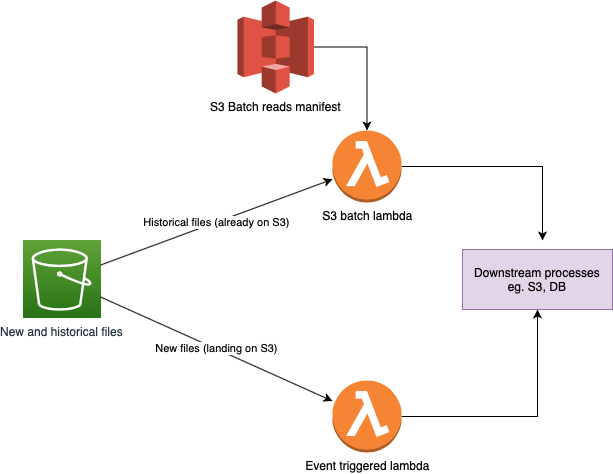 S3 Batch reads manifest
S3 batch lambda
Historical files (already on S3)
Downstream processes
eg. S3, DB
New and historical files
New files (landing on S3)
Event triggered lambda